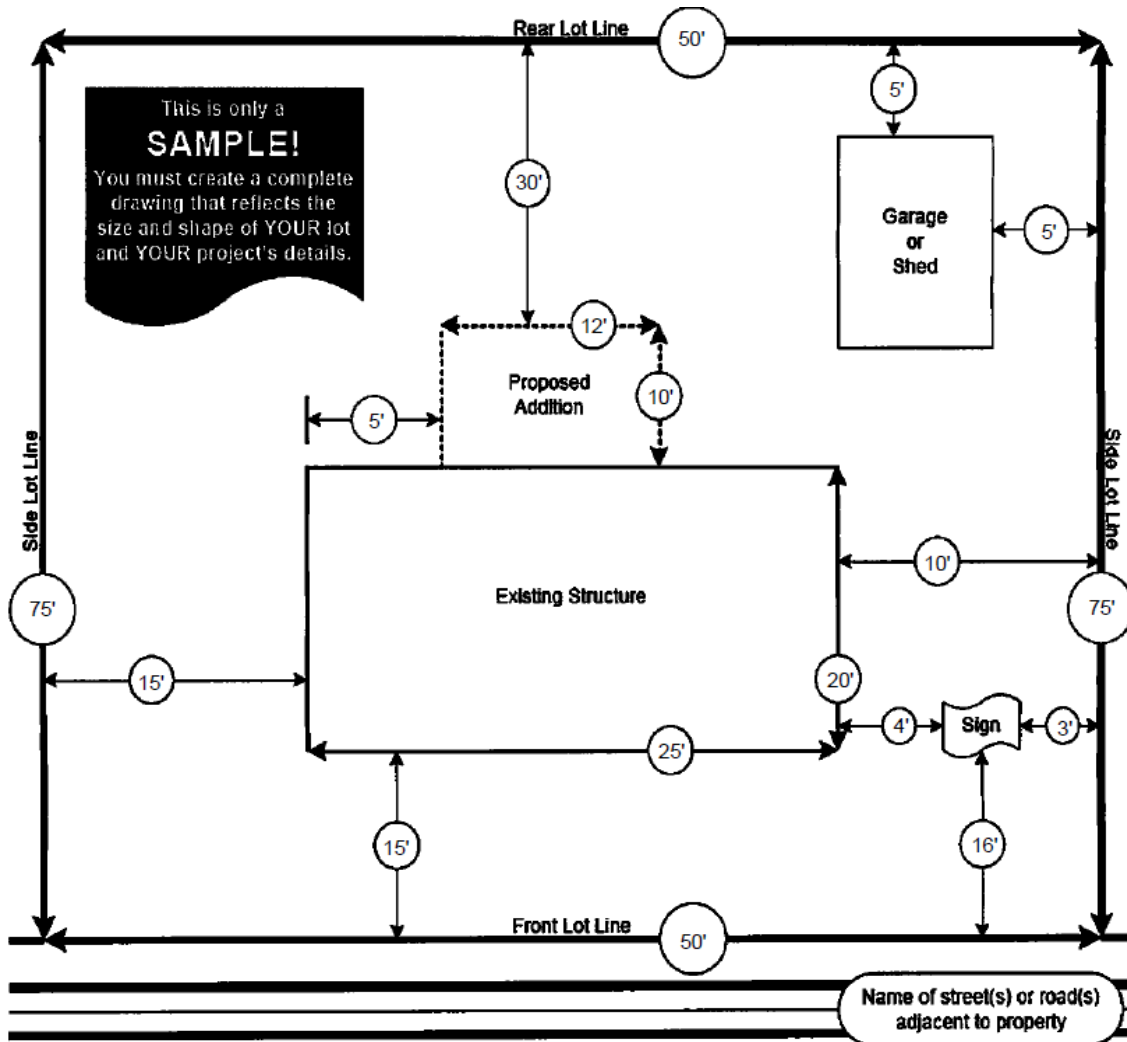 Rear Lot Line
50'
This is only a
SAMPLE!
You must create a complete
drawing that reflects the
size and shape of YOUR lot
and YOUR project's details.
5'
30'
Garage
or
Shed
5'
12'
Proposed
Addition
10'
5'
Side Lot Line
Side Lot Line
10'
Existing Structure
75'
75'
15'
20'
4'
Sign
3'
25'
15'
16'
Front Lot Line
50'
Name of street(s) or road(s)
adjacent to property